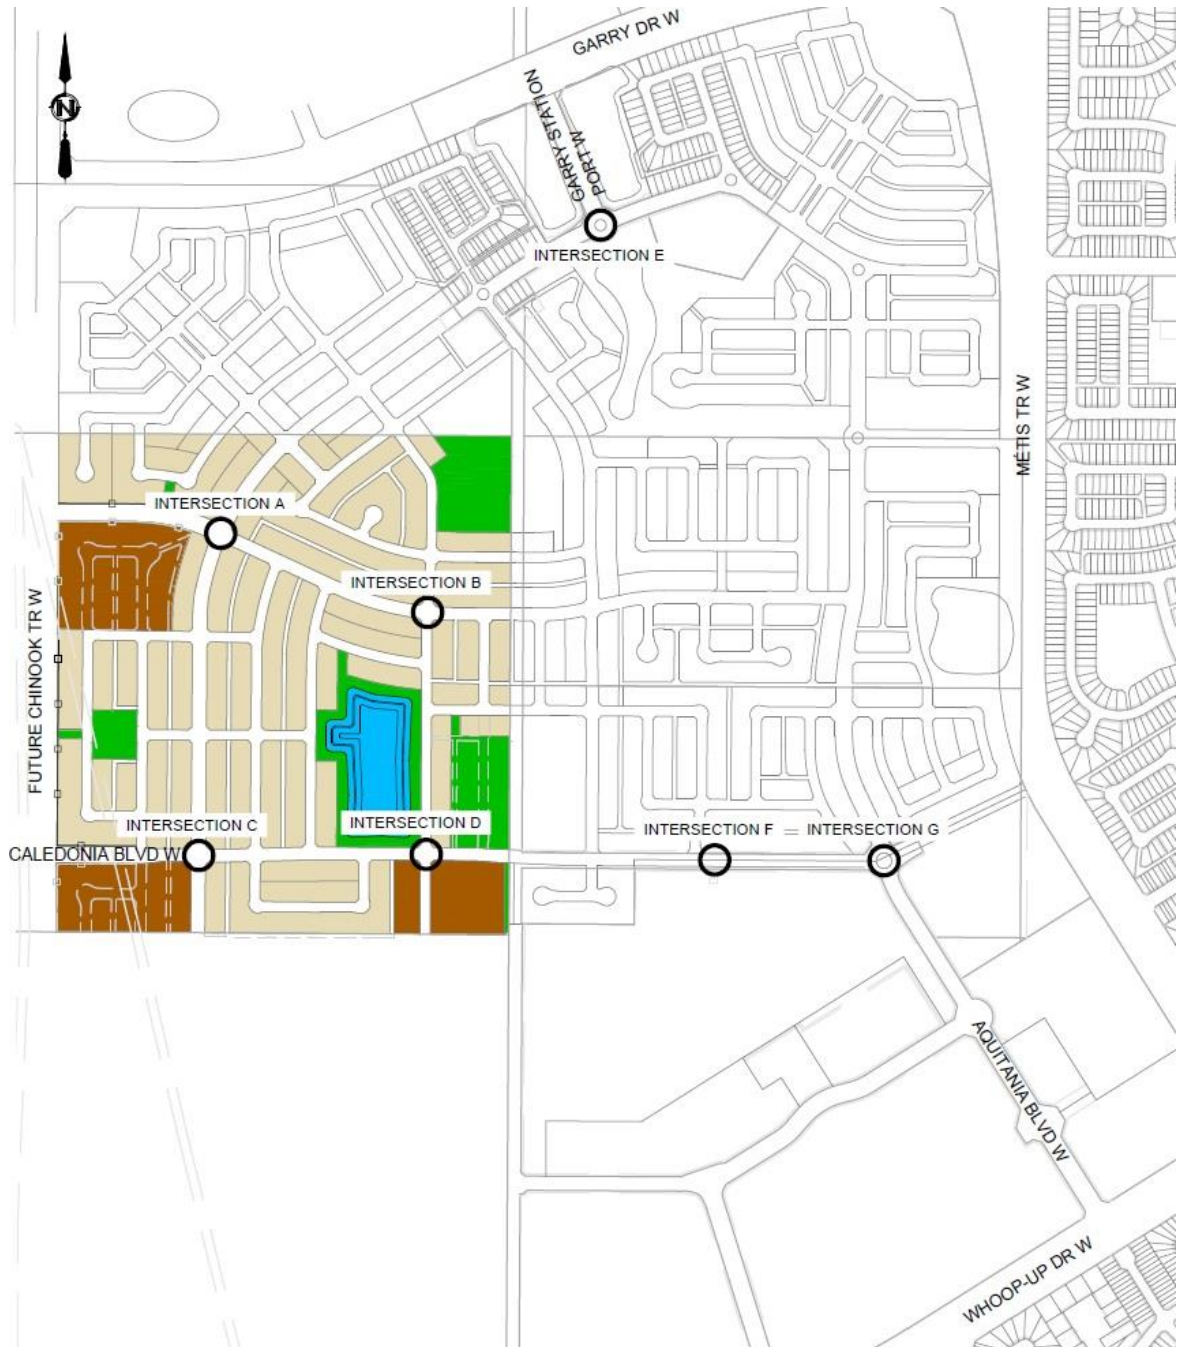 GARRY DR W
N
GARRY STATION
PORT W
INTERSECTION E
MÉTIS TR W
INTERSECTION A
INTERSECTION B
FUTURE CHINOOK TR W
INTERSECTION C
INTERSECTION D
INTERSECTION F
INTERSECTION G
CALEDONIA BLVD W
AQUITANIA BLVD W
WHOOP-UP DR W